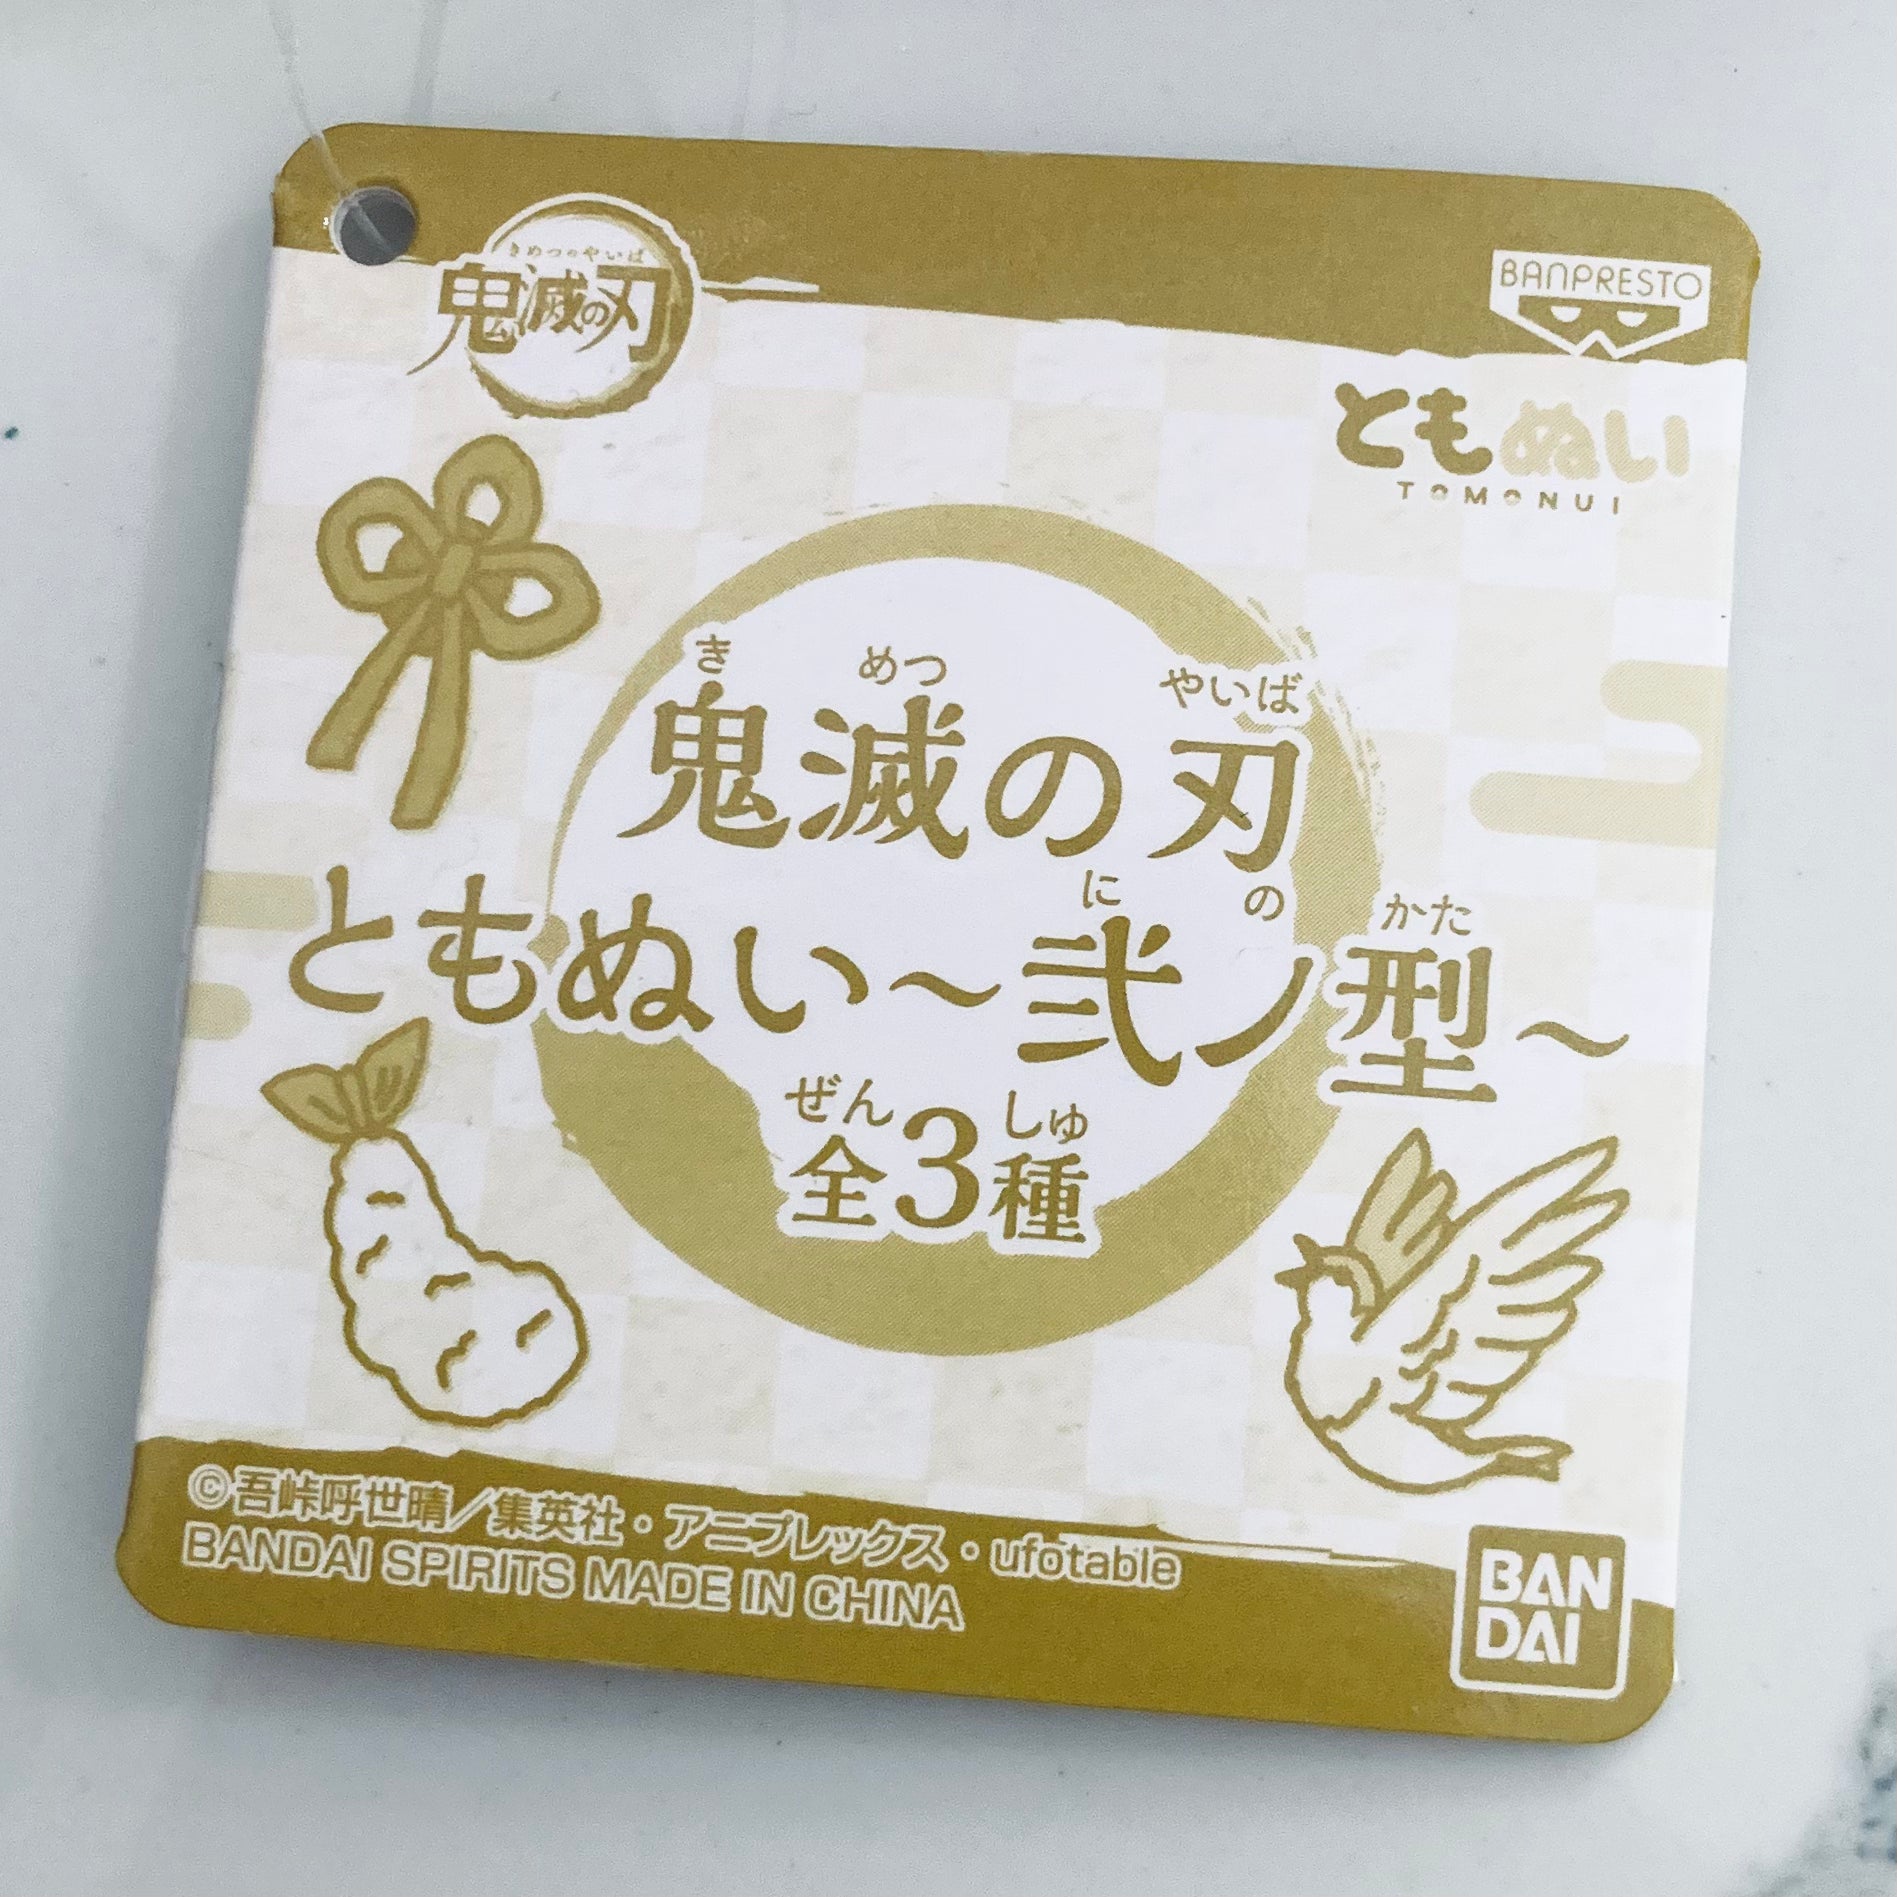 きめつのやいば
鬼滅の刃
BANPRESTO
ともぬい
TOMONUI
き めつ やいば
鬼滅の刃
に の かた
ともぬい～弐ノ型～
ぜん しゅ
全3種
©吾峠呼世晴／集英社・アニプレックス・ufotable
BANDAI SPIRITS MADE IN CHINA
BAN
DAI